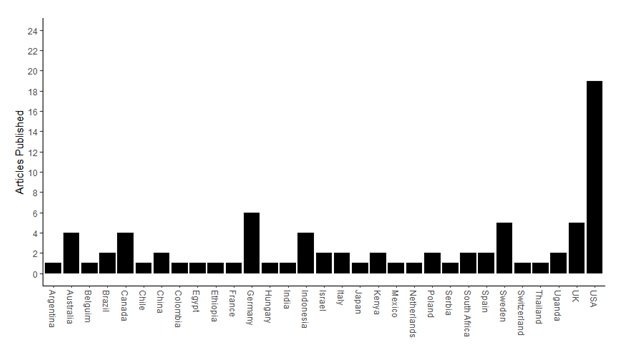 Articles Published
24
22
20
18
16
14
12
10
8
6
4
2
0
Argentina
Australia
Belguim
Brazil
Canada
Chile
China
Colombia
Egypt
Ethiopia
France
Germany
Hungary
India
Indonesia
Israel
Italy
Japan
Kenya
Mexico
Netherlands
Poland
Serbia
South Africa
Spain
Sweden
Switzerland
Thailand
Uganda
UK
USA